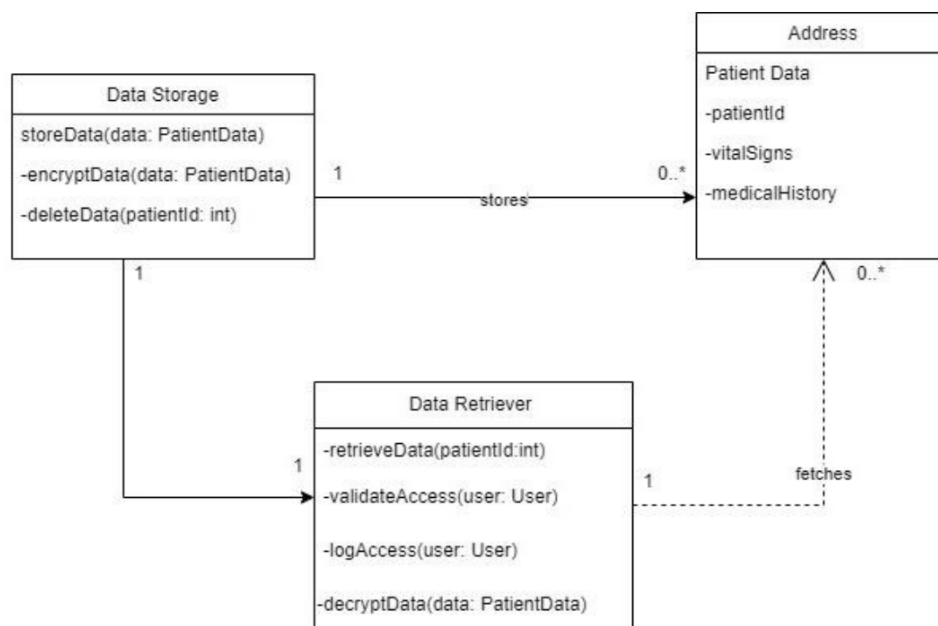 Address
Patient Data
-patientId
-vitalSigns
-medicalHistory
Data Storage
storeData(data: PatientData)
-encryptData(data: PatientData)
-deleteData(patientId: int)
1
0..*
stores
1
0..*
Data Retriever
-retrieveData(patientId:int)
-validateAccess(user: User)
-logAccess(user: User)
-decryptData(data: PatientData)
1
1
fetches